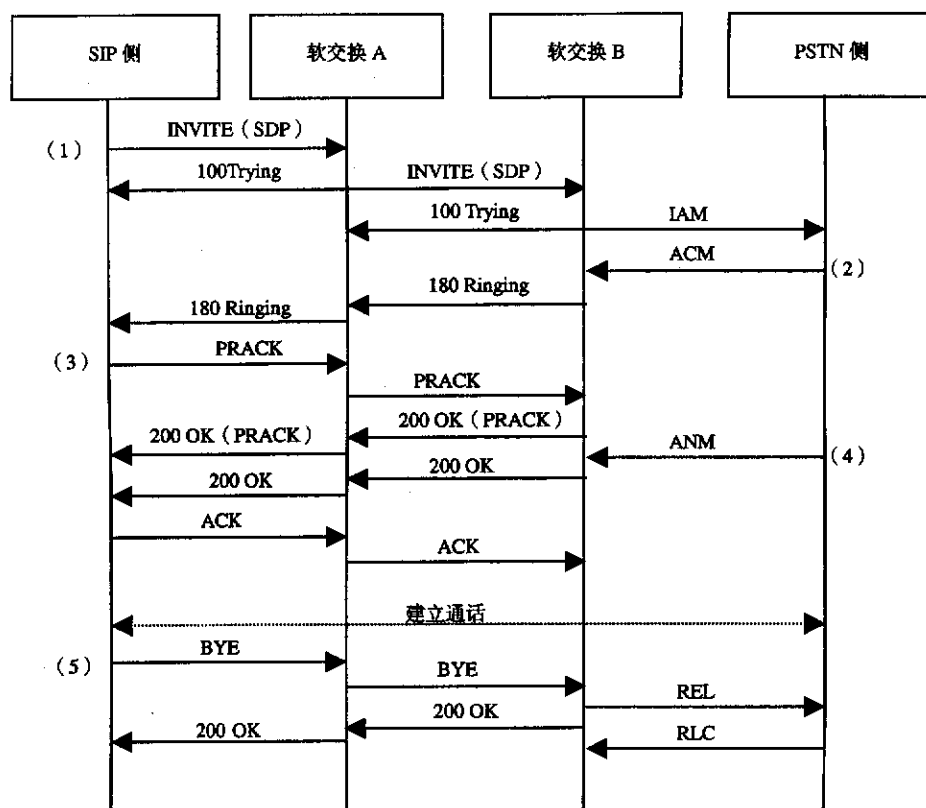 SIP 侧
软交换 A
软交换 B
PSTN 侧
(1)
INVITE（SDP）
100Trying
INVITE（SDP）
100 Trying
IAM
ACM
(2)
180 Ringing
180 Ringing
(3)
PRACK
PRACK
200 OK（PRACK）
200 OK（PRACK）
ANM
(4)
200 OK
200 OK
ACK
ACK
建立通话
(5)
BYE
BYE
REL
200 OK
200 OK
RLC